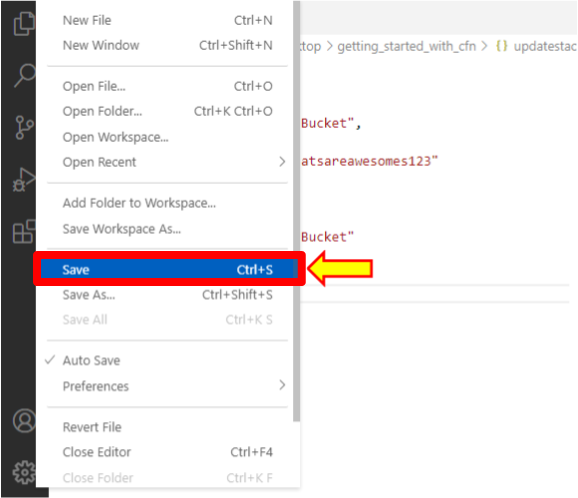 New File Ctrl+N
New Window Ctrl+Shift+N
ktop > getting_started_with_cfn > {} updatestac
Open File... Ctrl+O
Open Folder... Ctrl+K Ctrl+O
Bucket",
Open Workspace...
Open Recent >
atsareawesomes123"
Add Folder to Workspace...
Save Workspace As...
Bucket"
Save Ctrl+S
Save As... Ctrl+Shift+S
Save All Ctrl+K S
✓ Auto Save
Preferences >
Revert File
Close Editor Ctrl+F4
Close Folder Ctrl+K F